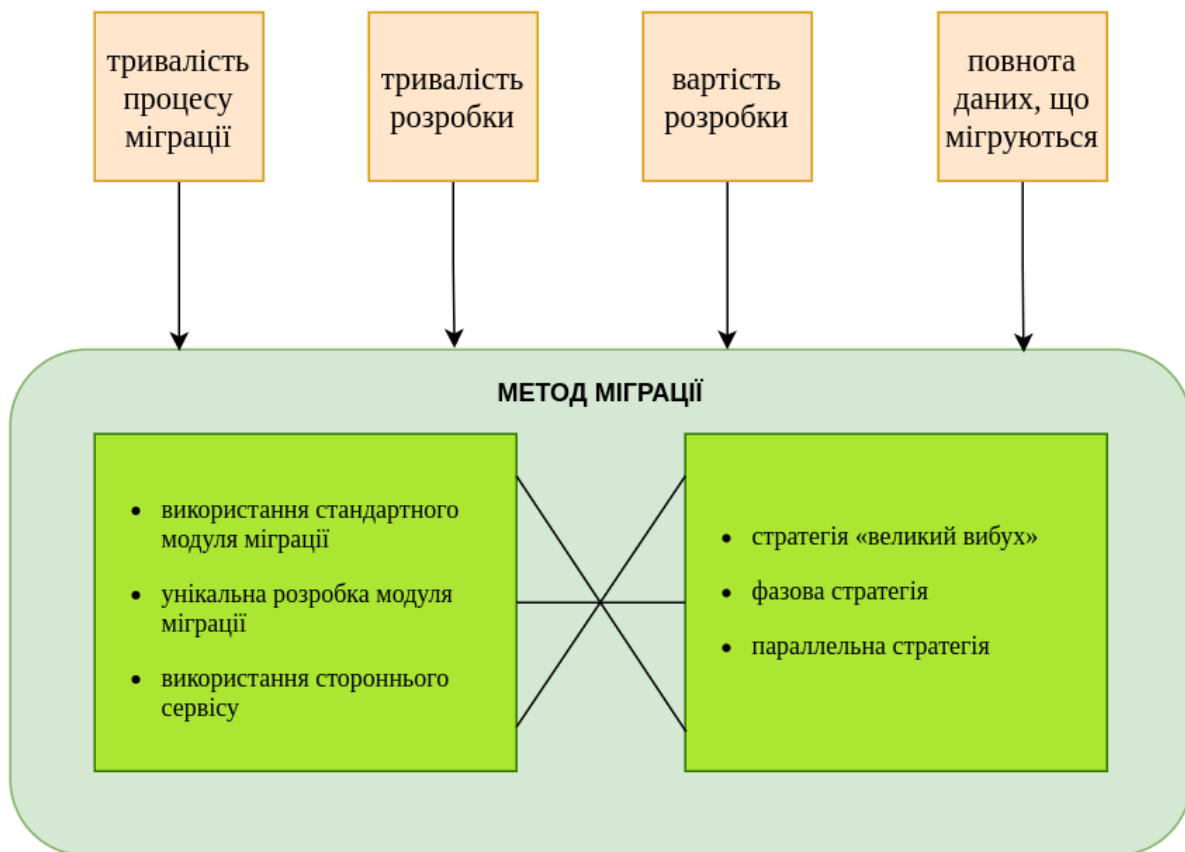 тривалість
процесу
міграції
тривалість
розробки
вартість
розробки
повнота
даних, що
мігруються
МЕТОД МІГРАЦІЇ
використання стандартного
модуля міграції
унікальна розробка модуля
міграції
використання стороннього
сервісу
стратегія «великий вибух»
фазова стратегія
параллельна стратегія